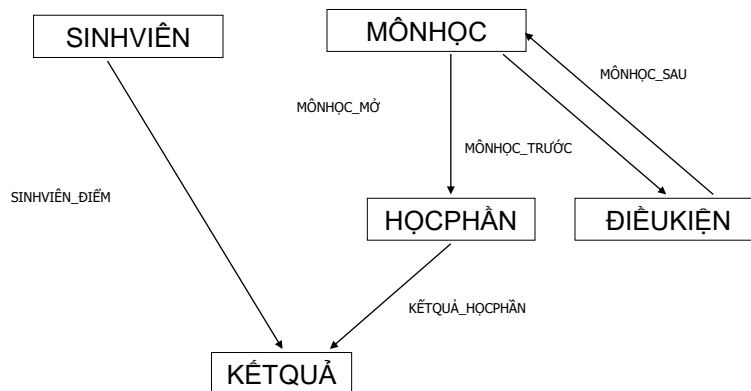 SINHVIÊN
MÔNHỌC
MÔNHỌC_SAU
MÔNHỌC_MỞ
MÔNHỌC_TRƯỚC
SINHVIÊN_ĐIỂM
HỌCPHẦN
ĐIỀUKIỆN
KẾTQUẢ_HỌCPHẦN
KẾTQUẢ